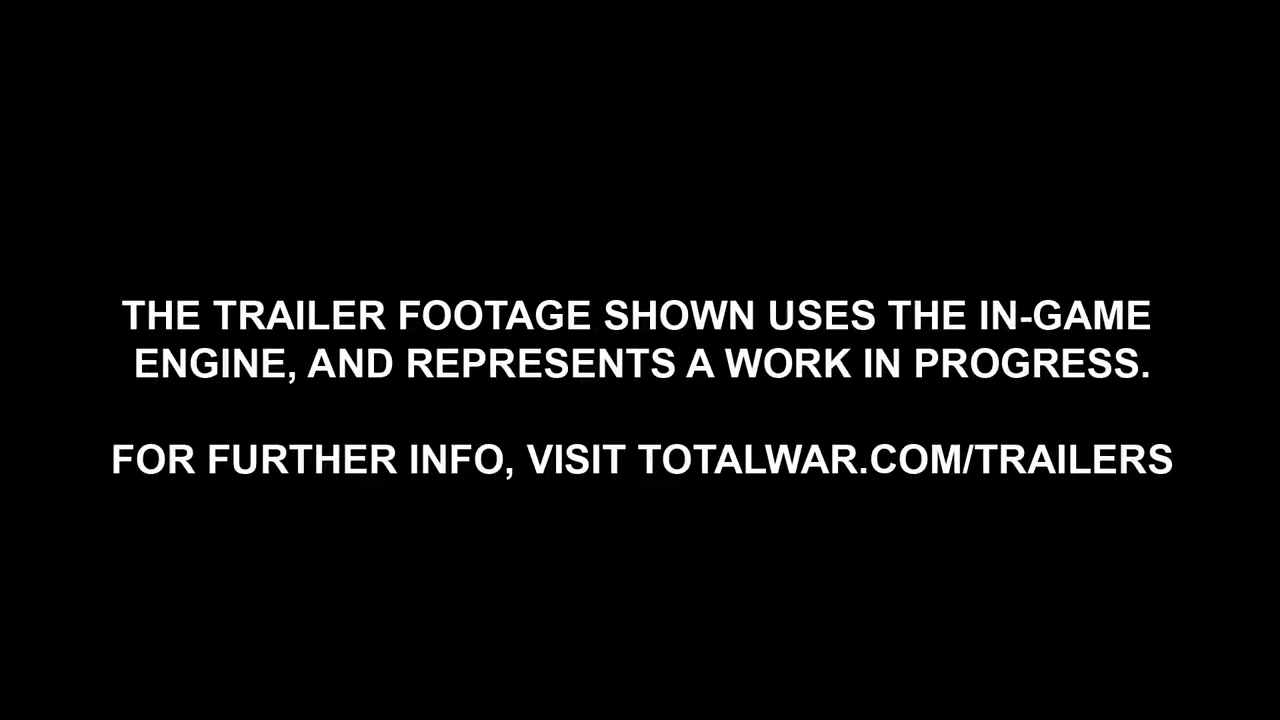 THE TRAILER FOOTAGE SHOWN USES THE IN-GAME
ENGINE, AND REPRESENTS A WORK IN PROGRESS.
FOR FURTHER INFO, VISIT TOTALWAR.COM/TRAILERS